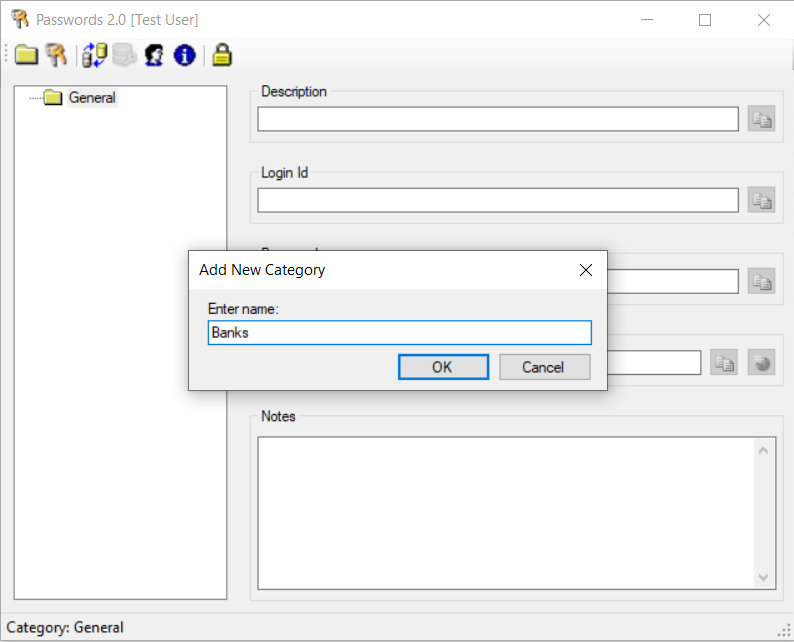 Passwords 2.0 [Test User]
General
Description
Login Id
Add New Category
Enter name:
Banks
OK
Cancel
Notes
Category: General